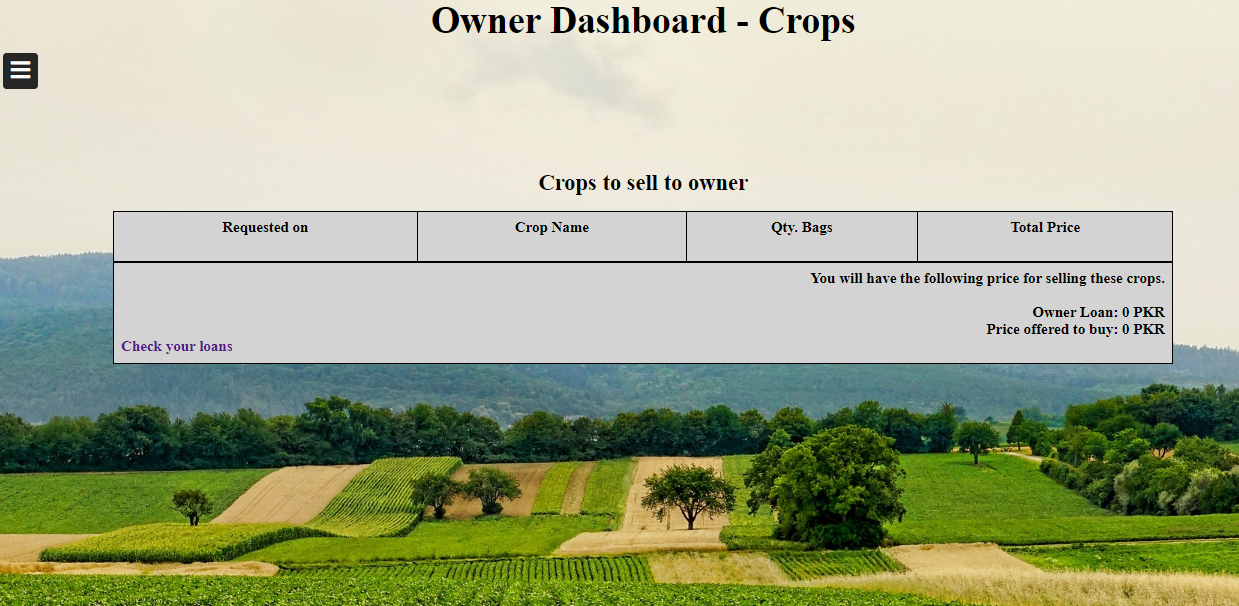 Owner Dashboard - Crops
Crops to sell to owner
Requested on Crop Name Qty. Bags Total Price
You will have the following price for selling these crops.
Owner Loan: 0 PKR
Price offered to buy: 0 PKR
Check your loans